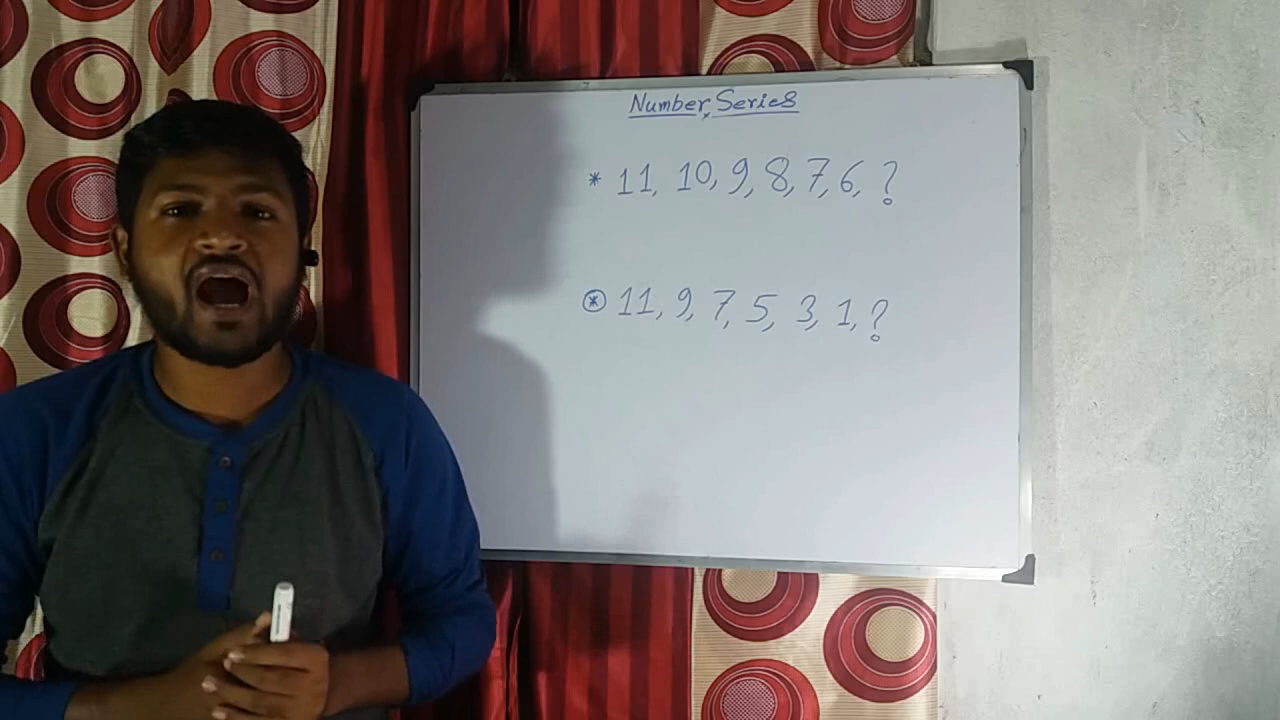 Number Series
* 11, 10, 9, 8, 7, 6, ?
* 11, 9, 7, 5, 3, 1, ?